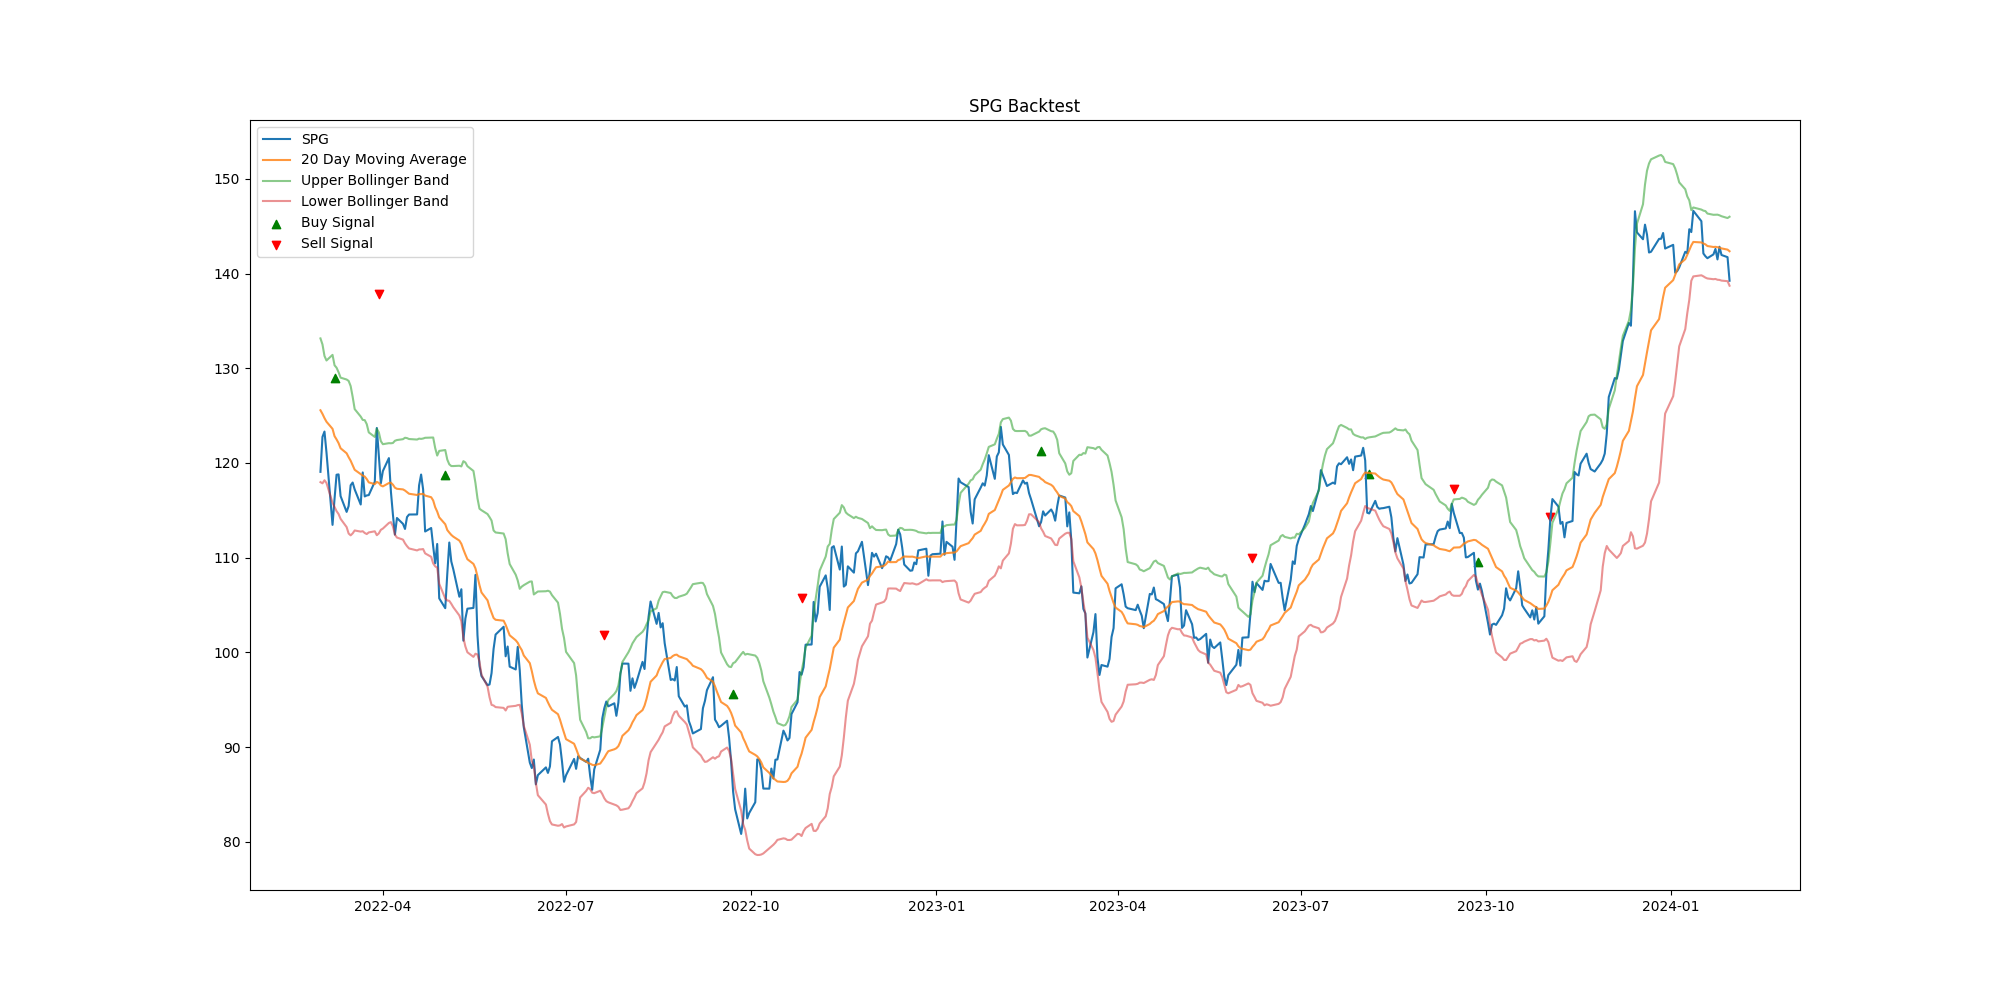 SPG Backtest
SPG
20 Day Moving Average
Upper Bollinger Band
Lower Bollinger Band
Buy Signal
Sell Signal
150
140
130
120
110
100
90
80
2022-04
2022-07
2022-10
2023-01
2023-04
2023-07
2023-10
2024-01